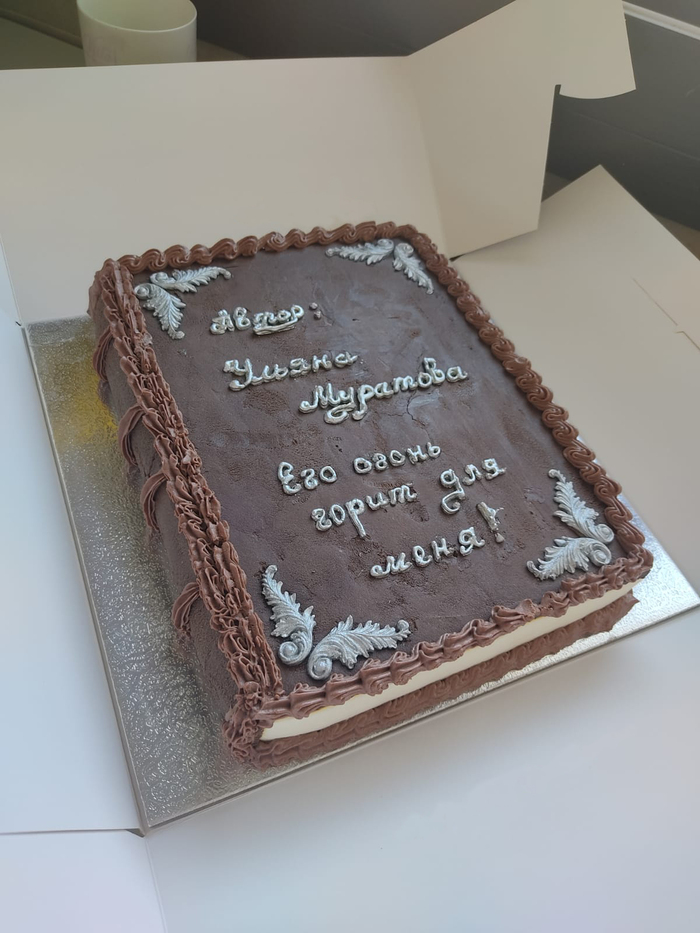 Автор:
Ульяна
Муратова
Его огонь
горит для
меня!